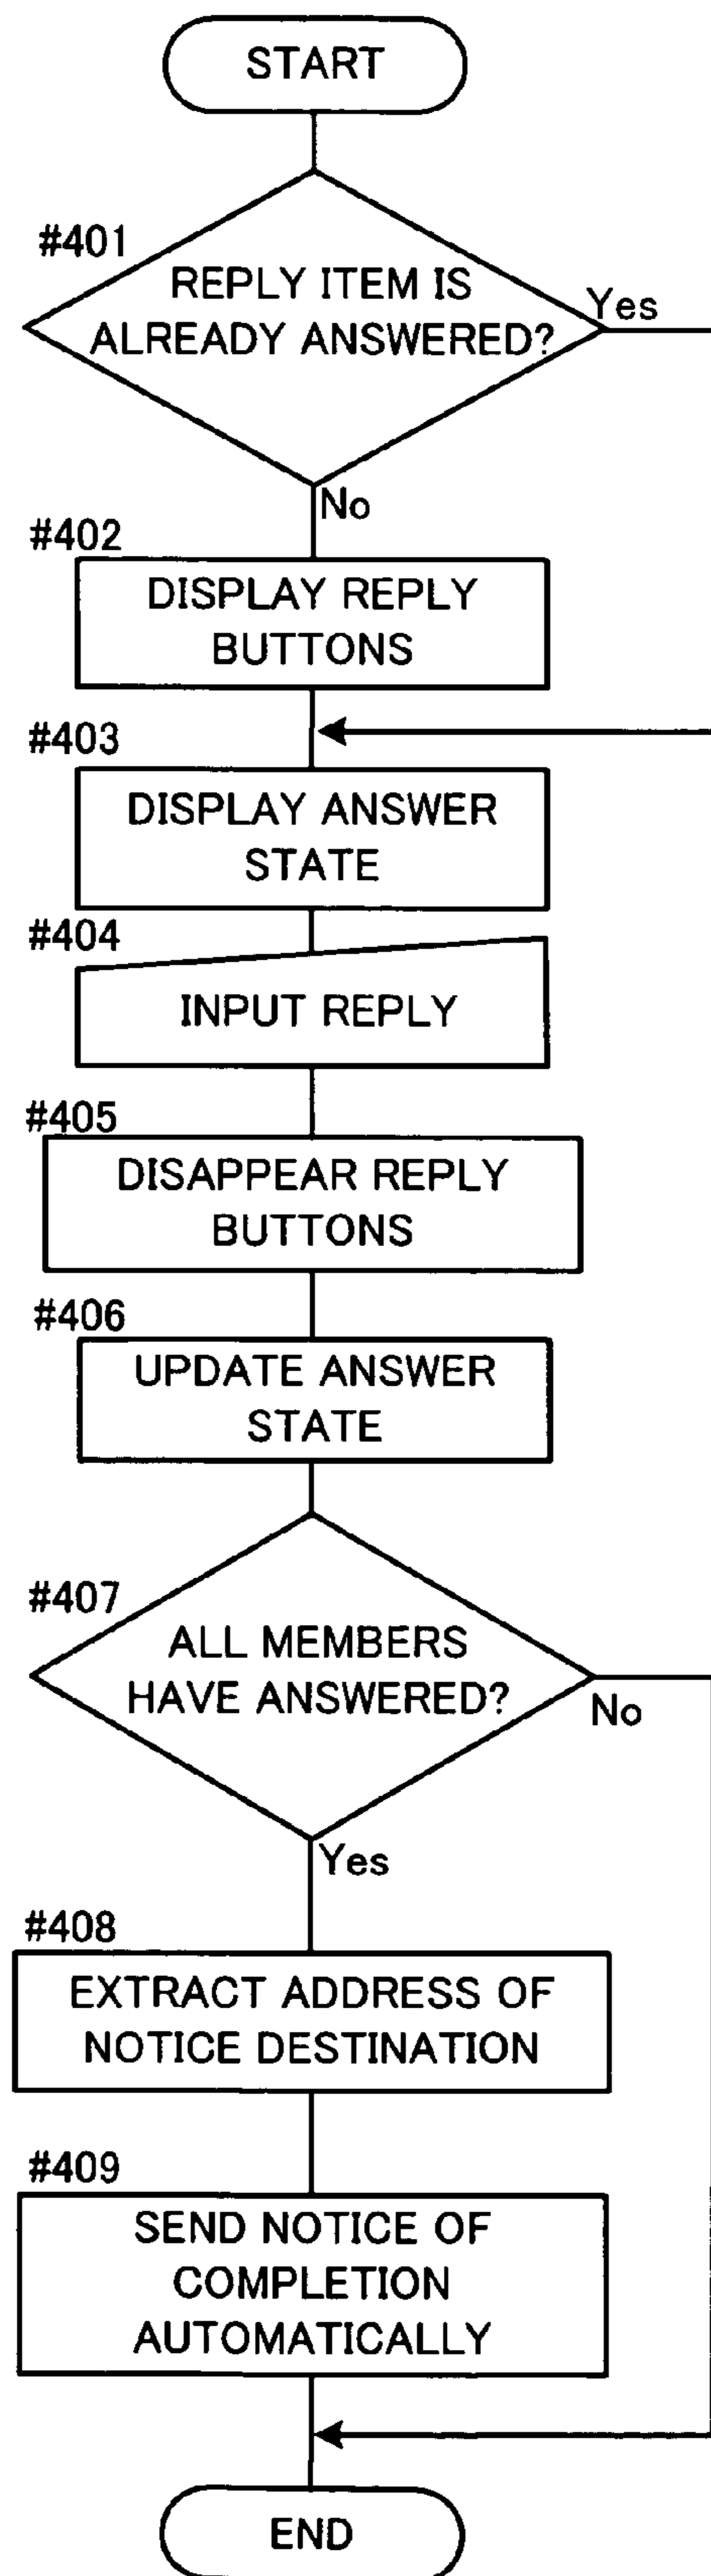 START
#401
REPLY ITEM IS
ALREADY ANSWERED?
Yes
No
#402
DISPLAY REPLY
BUTTONS
#403
DISPLAY ANSWER
STATE
#404
INPUT REPLY
#405
DISAPPEAR REPLY
BUTTONS
#406
UPDATE ANSWER
STATE
#407
ALL MEMBERS
HAVE ANSWERED?
No
Yes
#408
EXTRACT ADDRESS OF
NOTICE DESTINATION
#409
SEND NOTICE OF
COMPLETION
AUTOMATICALLY
END